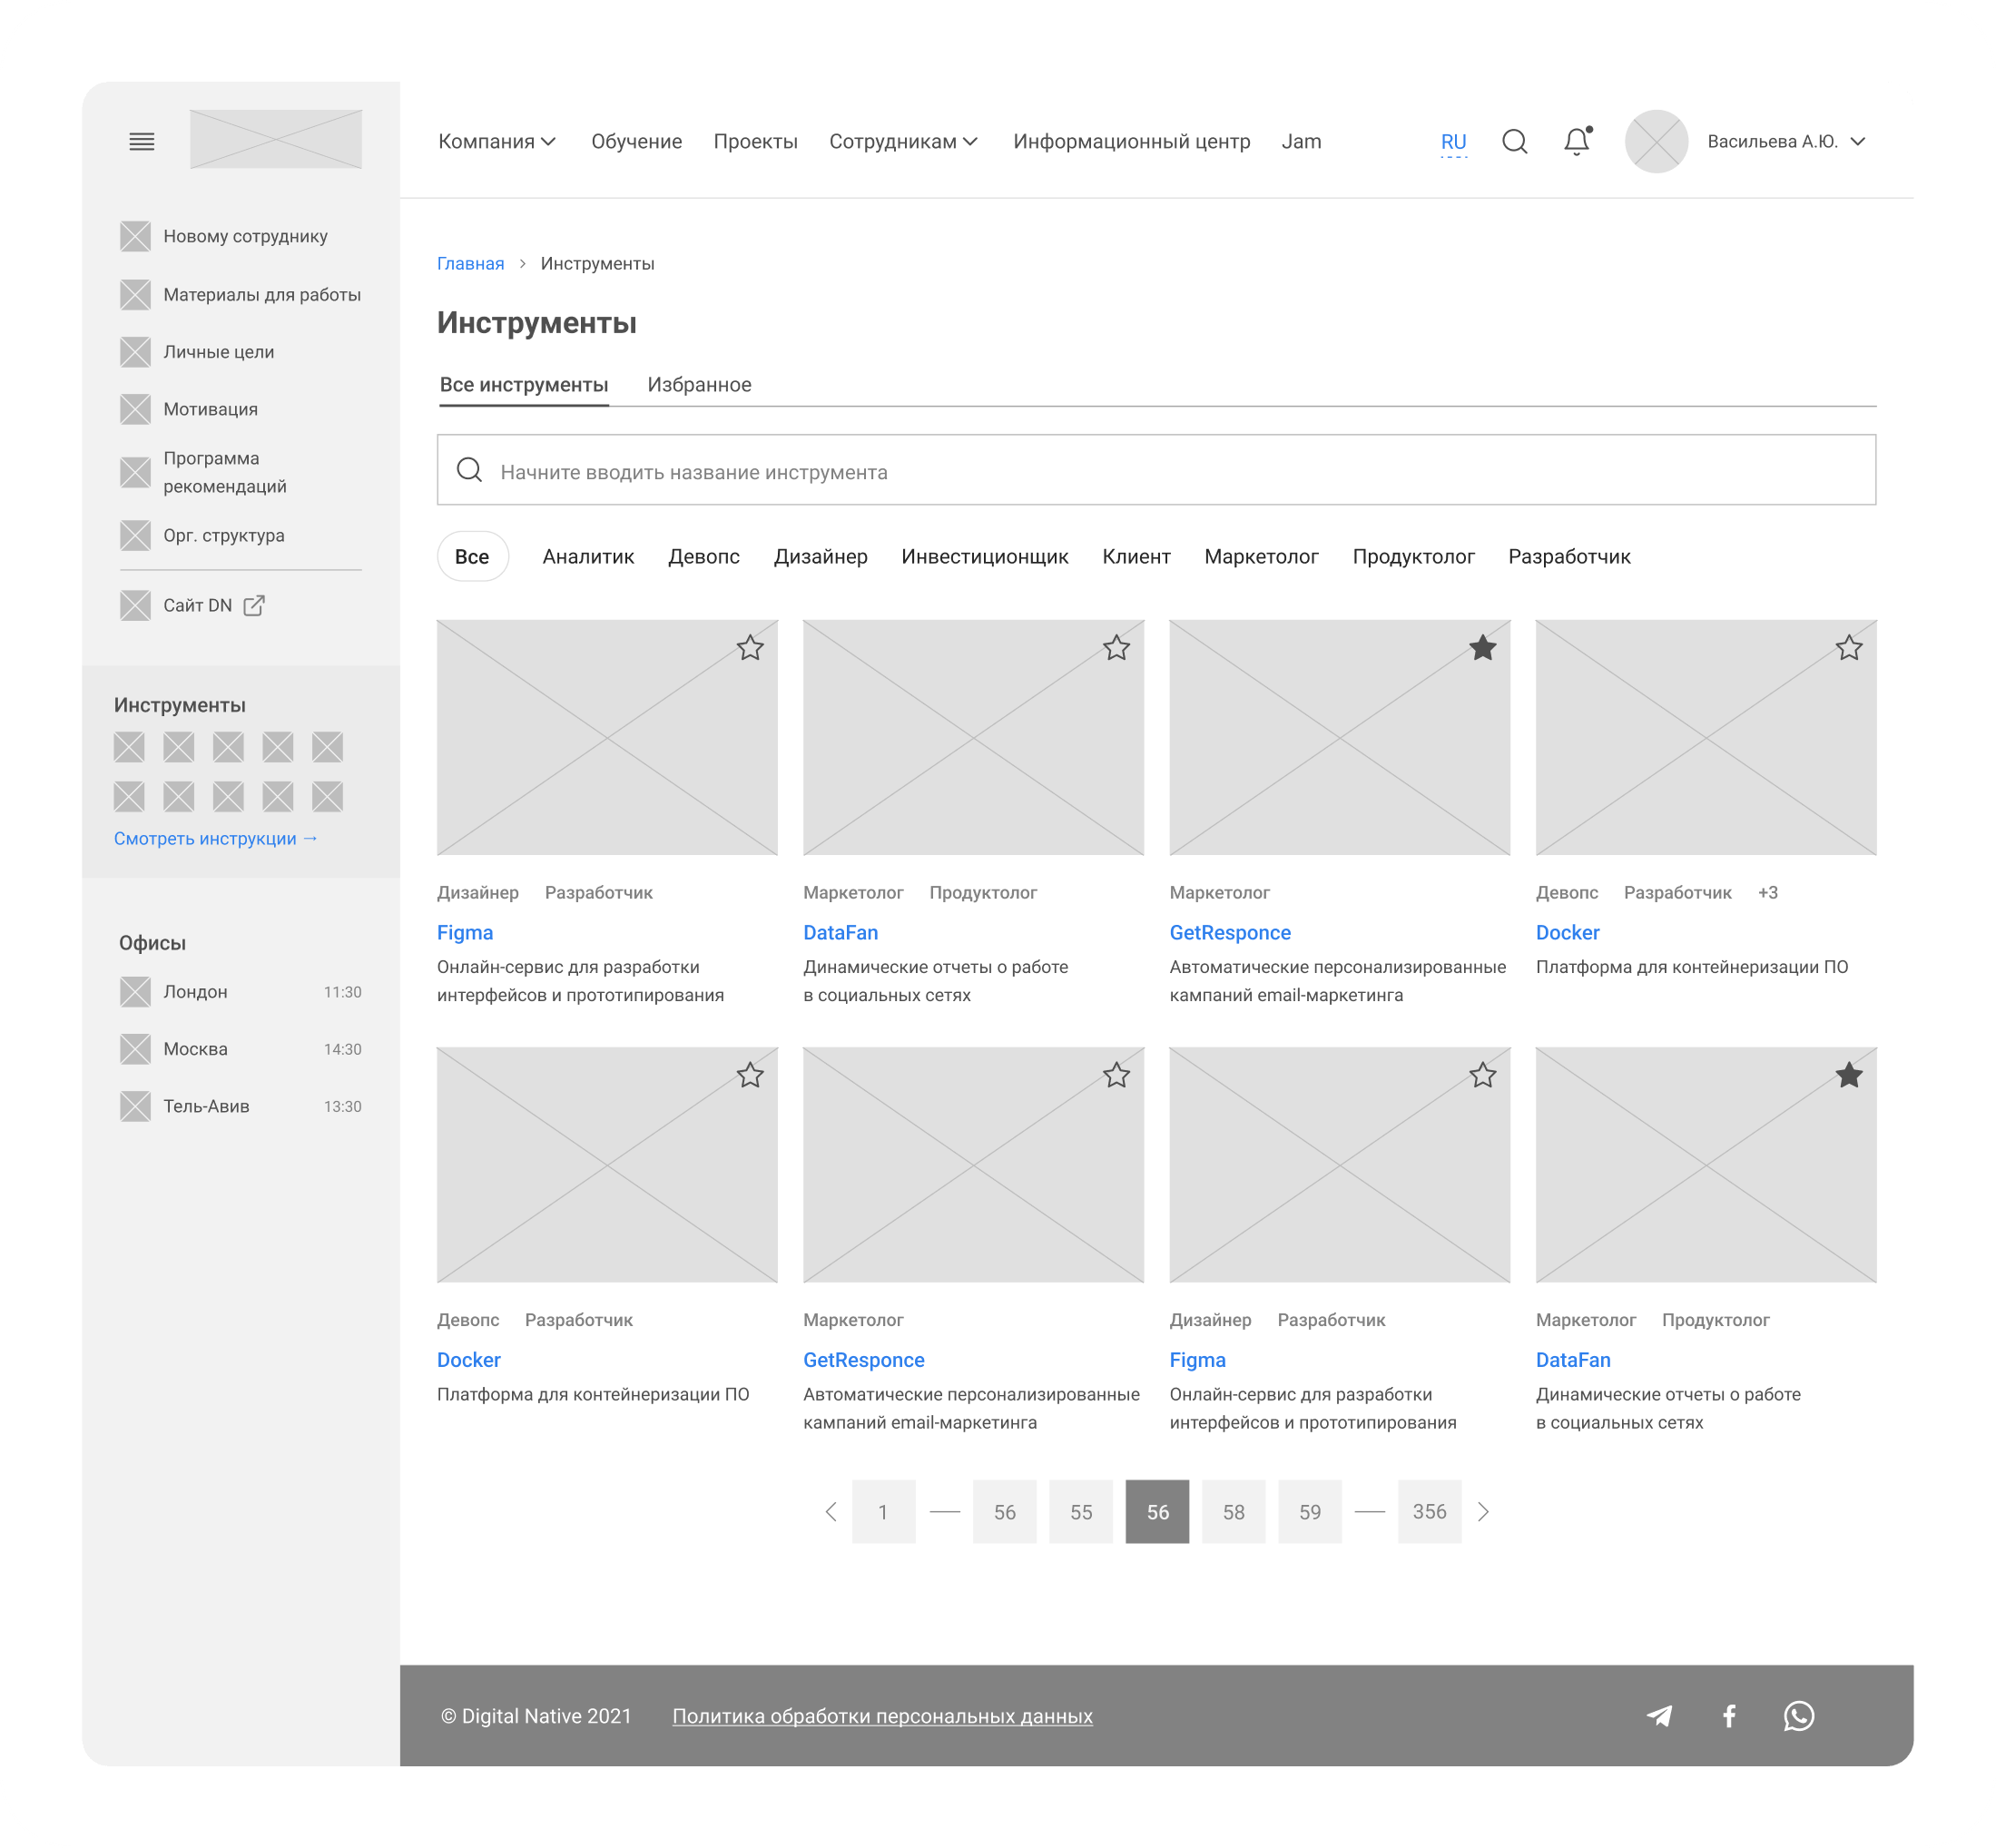 Компания
Обучение
Проекты
Сотрудникам
Информационный центр
Jam
RU
Васильева А.Ю.
Новому сотруднику
Материалы для работы
Личные цели
Мотивация
Программа
рекомендаций
Орг. структура
Сайт DN
Инструменты
Смотреть инструкции →
Офисы
Лондон 11:30
Москва 14:30
Тель-Авив 13:30
Главная > Инструменты
Инструменты
Все инструменты
Избранное
Начните вводить название инструмента
Все
Аналитик
Девопс
Дизайнер
Инвестиционщик
Клиент
Маркетолог
Продуктолог
Разработчик
Дизайнер Разработчик
Figma
Онлайн-сервис для разработки
интерфейсов и прототипирования
Маркетолог Продуктолог
DataFan
Динамические отчеты о работе
в социальных сетях
Маркетолог
GetResponce
Автоматические персонализированные
кампаний email-маркетинга
Девопс Разработчик +3
Docker
Платформа для контейнеризации ПО
Девопс Разработчик
Docker
Платформа для контейнеризации ПО
Маркетолог
GetResponce
Автоматические персонализированные
кампаний email-маркетинга
Дизайнер Разработчик
Figma
Онлайн-сервис для разработки
интерфейсов и прототипирования
Маркетолог Продуктолог
DataFan
Динамические отчеты о работе
в социальных сетях
1 — 56 55 56 58 59 — 356
© Digital Native 2021
Политика обработки персональных данных